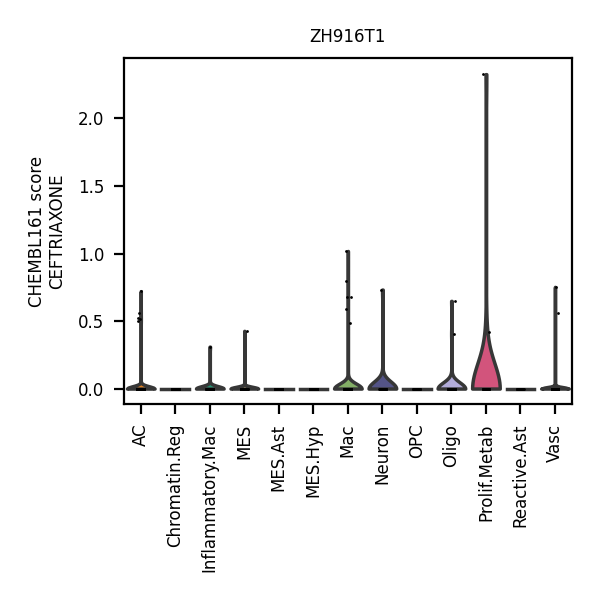 ZH916T1
CHEMBL161 score
CEFTRIAXONE
2.0
1.5
1.0
0.5
0.0
AC
Chromatin.Reg
Inflammatory.Mac
MES
MES.Ast
MES.Hyp
Mac
Neuron
OPC
Oligo
Prolif.Metab
Reactive.Ast
Vasc